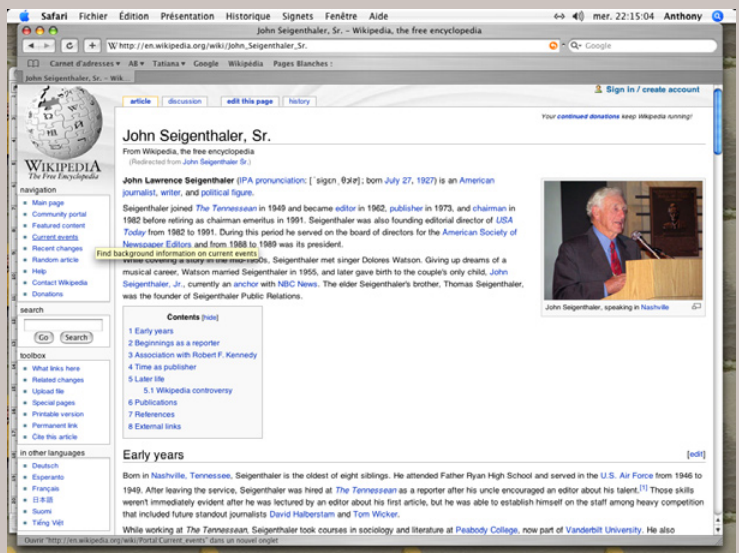 Safari Fichier Édition Présentation Historique Signets Fenêtre Aide mer. 22:15:04 Anthony
John Seigenthaler, Sr. – Wikipedia, the free encyclopedia
http://en.wikipedia.org/wiki/John_Seigenthaler,_Sr.
Google
Carnet d'adresses AB Tatiana Google Wikipédia Pages Blanches :
John Seigenthaler, Sr. – Wik...
Sign in / create account
article discussion edit this page history
Your continued donations keep Wikipedia running!
John Seigenthaler, Sr.
From Wikipedia, the free encyclopedia
(Redirected from John Seigenthaler Sr.)
John Lawrence Seigenthaler (IPA pronunciation: born July 27, 1927) is an American
journalist, writer, and political figure.
Seigenthaler joined The Tennessean in 1949 and became editor in 1962, publisher in 1973, and chairman in
1982 before retiring as chairman emeritus in 1991. Seigenthaler was also founding editorial director of USA
Today from 1982 to 1991. During this period he served on the board of directors for the American Society of
Newspaper Editors and from 1988 to 1989 was its president.
While covering a story in the mid-1950s, Seigenthaler met singer Dolores Watson. Giving up dreams of a
musical career, Watson married Seigenthaler in 1955, and later gave birth to the couple's only child, John
Seigenthaler, Jr., currently an anchor with NBC News. The elder Seigenthaler's brother, Thomas Seigenthaler,
was the founder of Seigenthaler Public Relations.
John Seigenthaler, speaking in Nashville
Contents [hide]
1 Early years
2 Beginnings as a reporter
3 Association with Robert F. Kennedy
4 Time as publisher
5 Later life
5.1 Wikipedia controversy
6 Publications
7 References
8 External links
Early years [edit]
Born in Nashville, Tennessee, Seigenthaler is the oldest of eight siblings. He attended Father Ryan High School and served in the U.S. Air Force from 1946 to
1949. After leaving the service, Seigenthaler was hired at The Tennessean as a reporter after his uncle encouraged an editor about his talent.[1] Those skills
weren't immediately evident after he was lectured by an editor about his first article, but he was able to establish himself on the staff among heavy competition
that included future standout journalists David Halberstam and Tom Wicker.
While working at The Tennessean, Seigenthaler took courses in sociology and literature at Peabody College, now part of Vanderbilt University. He also
WIKIPEDIA
The Free Encyclopedia
navigation
Main page
Community portal
Featured content
Current events
Recent changes
Random article
Help
Contact Wikipedia
Donations
Find background information on current events
search
Go Search
toolbox
What links here
Related changes
Upload file
Special pages
Printable version
Permanent link
Cite this article
in other languages
Deutsch
Esperanto
Français
日本語
Suomi
Tiếng Việt
Ouvrir "http://en.wikipedia.org/wiki/Portal:Current_events" dans un nouvel onglet